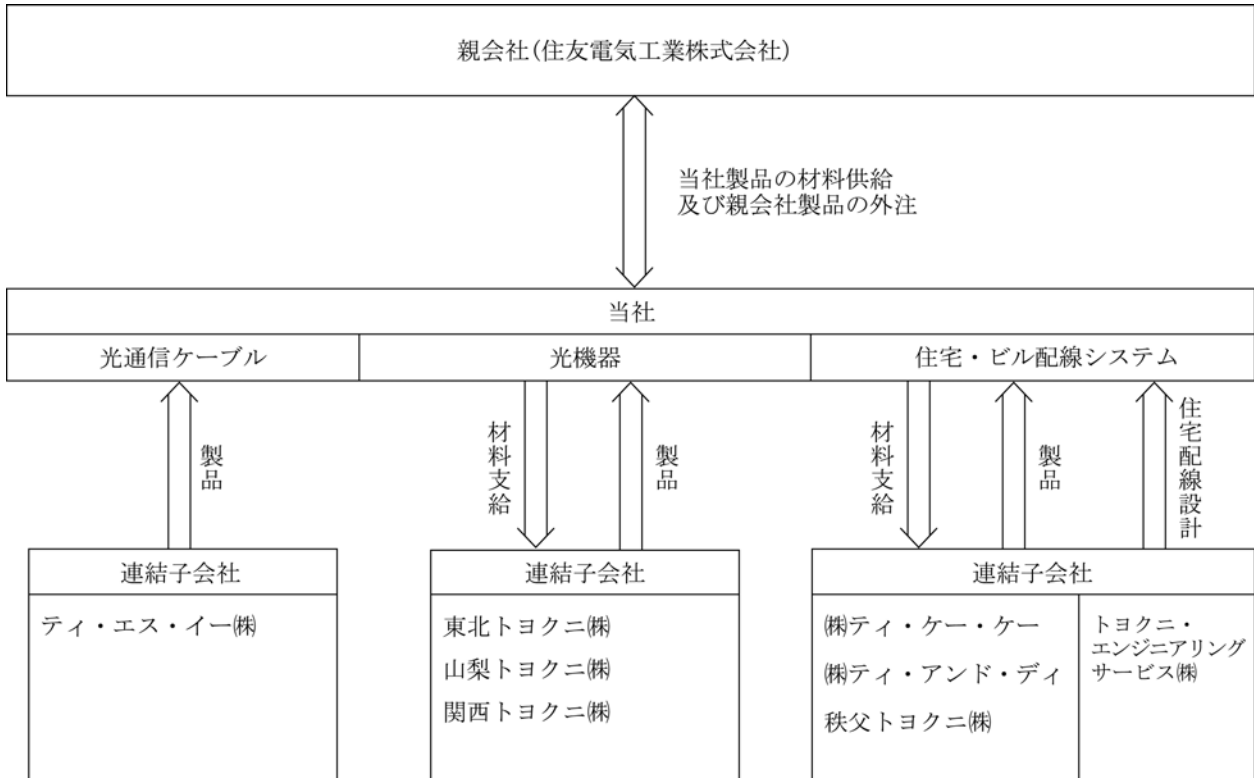 親会社(住友電気工業株式会社)
当社製品の材料供給
及び親会社製品の外注
当社
光通信ケーブル
光機器
住宅・ビル配線システム
製品
材料支給
製品
材料支給
製品
住宅配線設計
連結子会社
ティ・エス・イー㈱
連結子会社
東北トヨクニ㈱
山梨トヨクニ㈱
関西トヨクニ㈱
連結子会社
㈱ティ・ケー・ケー
㈱ティ・アンド・ディ
秩父トヨクニ㈱
トヨクニ・
エンジニアリング
サービス㈱